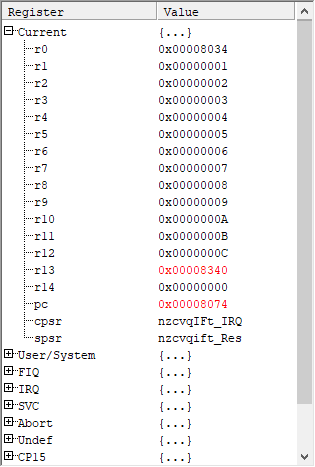 Register Value
Current {...}
r0 0x00008034
r1 0x00000001
r2 0x00000002
r3 0x00000003
r4 0x00000004
r5 0x00000005
r6 0x00000006
r7 0x00000007
r8 0x00000008
r9 0x00000009
r10 0x0000000A
r11 0x0000000B
r12 0x0000000C
r13 0x00008340
r14 0x00000000
pc 0x00008074
cpsr nzcvqIFt_IRQ
spsr nzcvqift_Res
User/System {...}
FIQ {...}
IRQ {...}
SVC {...}
Abort {...}
Undef {...}
CP15 {...}